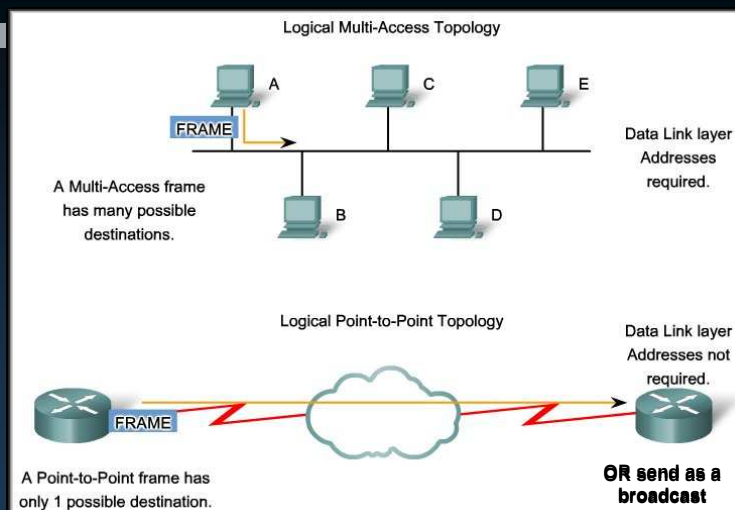 Logical Multi-Access Topology
A
C
E
FRAME
Data Link layer
Addresses
required.
A Multi-Access frame
has many possible
destinations.
B
D
Logical Point-to-Point Topology
Data Link layer
Addresses not
required.
FRAME
A Point-to-Point frame has
only 1 possible destination.
OR send as a
broadcast